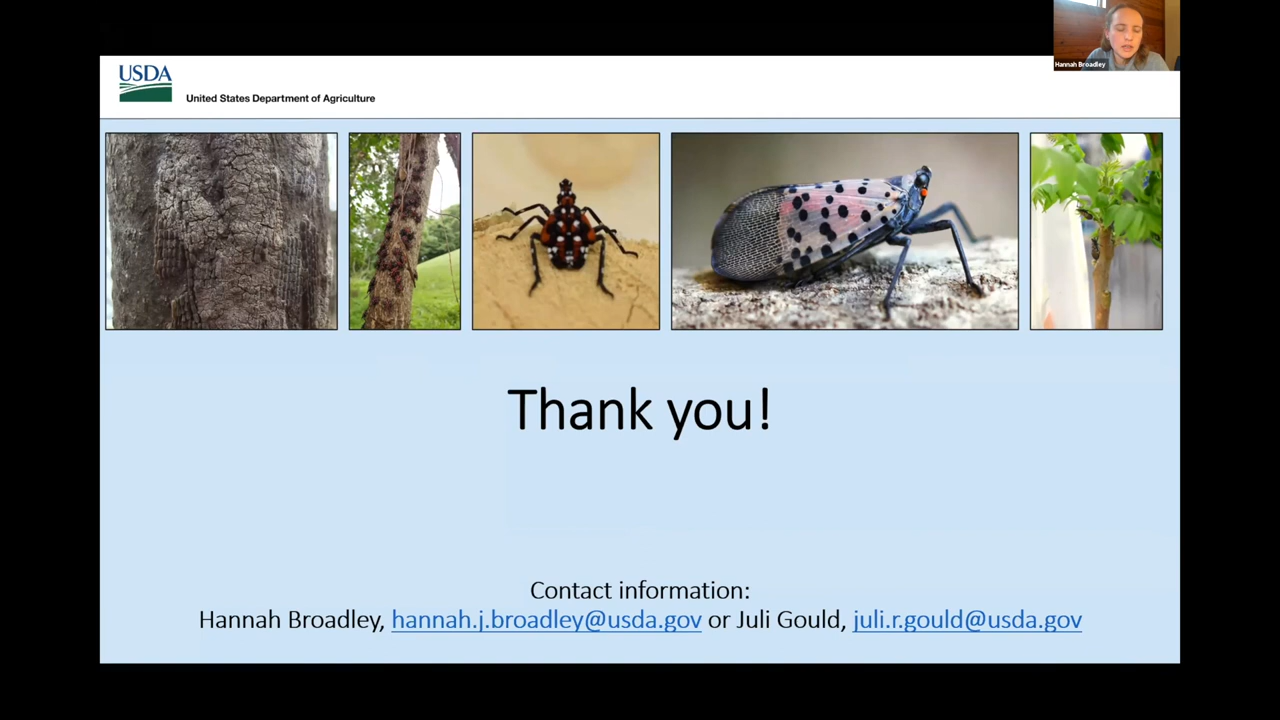 Hannah Broadley
USDA
United States Department of Agriculture
Thank you!
Contact information:
Hannah Broadley, hannah.j.broadley@usda.gov or Juli Gould, juli.r.gould@usda.gov